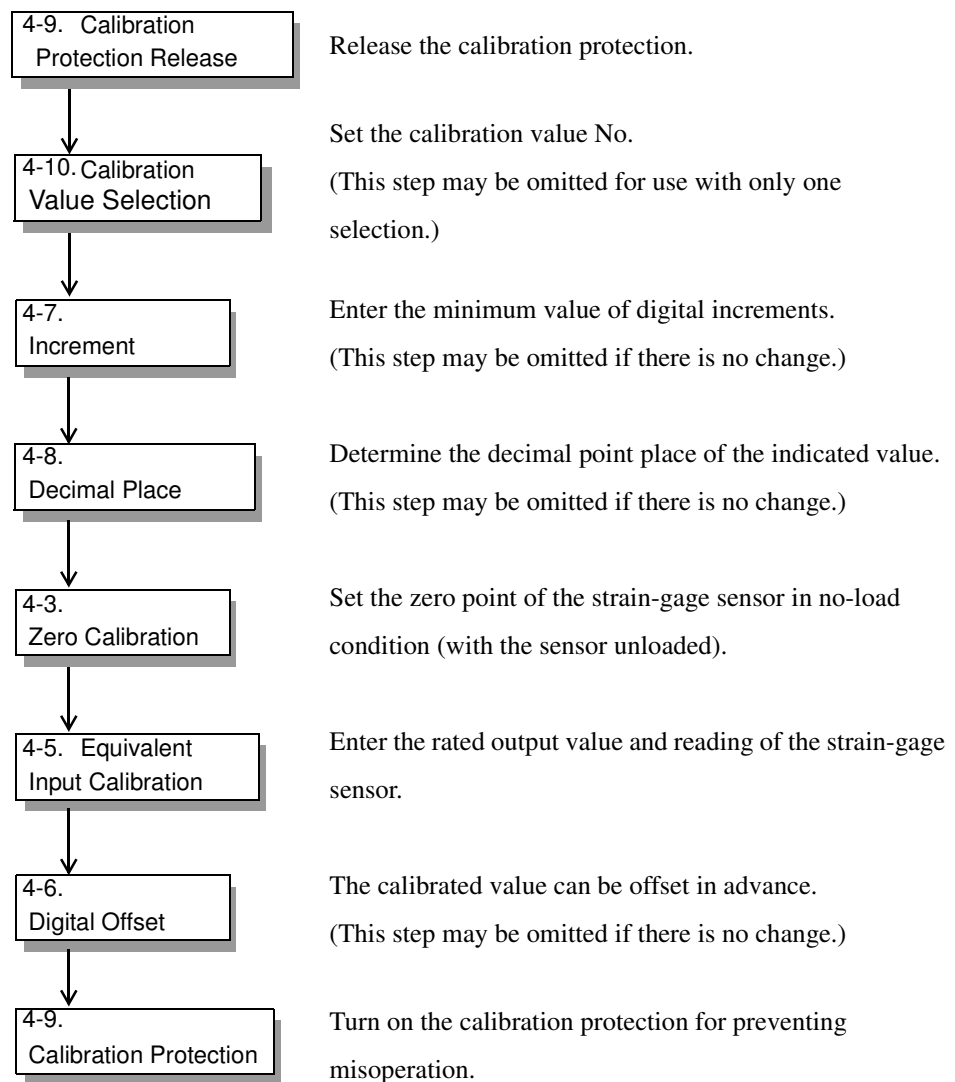 4-9. Calibration
Protection Release
Release the calibration protection.
4-10. Calibration
Value Selection
Set the calibration value No.
(This step may be omitted for use with only one
selection.)
4-7.
Increment
Enter the minimum value of digital increments.
(This step may be omitted if there is no change.)
4-8.
Decimal Place
Determine the decimal point place of the indicated value.
(This step may be omitted if there is no change.)
4-3.
Zero Calibration
Set the zero point of the strain-gage sensor in no-load
condition (with the sensor unloaded).
4-5. Equivalent
Input Calibration
Enter the rated output value and reading of the strain-gage
sensor.
4-6.
Digital Offset
The calibrated value can be offset in advance.
(This step may be omitted if there is no change.)
4-9.
Calibration Protection
Turn on the calibration protection for preventing
misoperation.